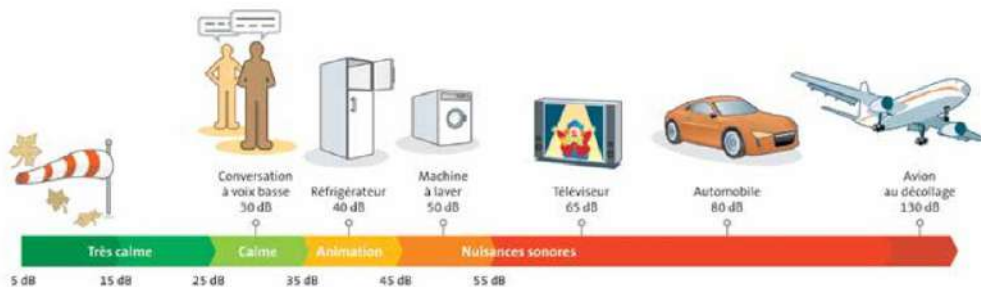 Conversation
à voix basse
30 dB
Réfrigérateur
40 dB
Machine
à laver
50 dB
Téléviseur
65 dB
Automobile
80 dB
Avion
au décollage
130 dB
Très calme
Calme
Animation
Nuisances sonores
5 dB
15 dB
25 dB
35 dB
45 dB
55 dB